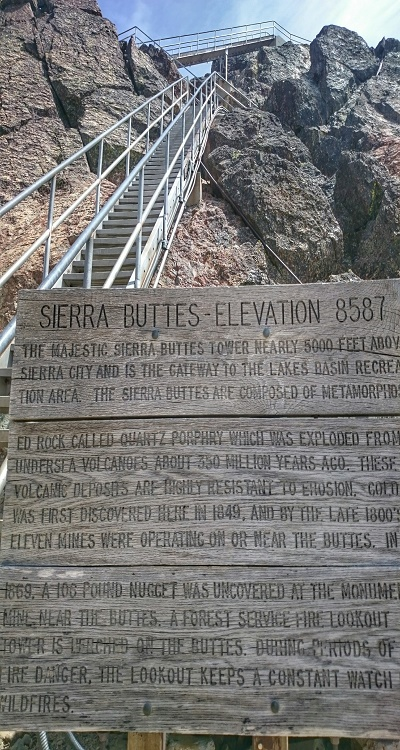 SIERRA BUTTES-ELEVATION 8587
THE MAJESTIC SIERRA BUTTES TOWER NEARLY 5000 FEET ABOV
SIERRA CITY AND IS THE GATEWAY TO THE LAKES BASIN RECREA
TION AREA. THE SIERRA BUTTES ARE COMPOSED OF METAMORPHOS
ED ROCK CALLED QUARTZ PORPHRY WHICH WAS EXPLODED FROM
UNDERSEA VOLCANOES ABOUT 350 MILLION YEARS AGO. THESE
VOLCANIC DEPOSITS ARE HIGHLY RESISTANT TO EROSION. GOLD
WAS FIRST DISCOVERED HERE IN 1849, AND BY THE LATE 1800'S
ELEVEN MINES WERE OPERATING ON OR NEAR THE BUTTES. IN
1869, A 106 POUND NUGGET WAS UNCOVERED AT THE MONUMEN
MINE NEAR THE BUTTES. A FOREST SERVICE FIRE LOOKOUT
TOWER IS PERCHED ON THE BUTTES. DURING PERIODS OF
FIRE DANGER, THE LOOKOUT KEEPS A CONSTANT WATCH
WILDFIRES.